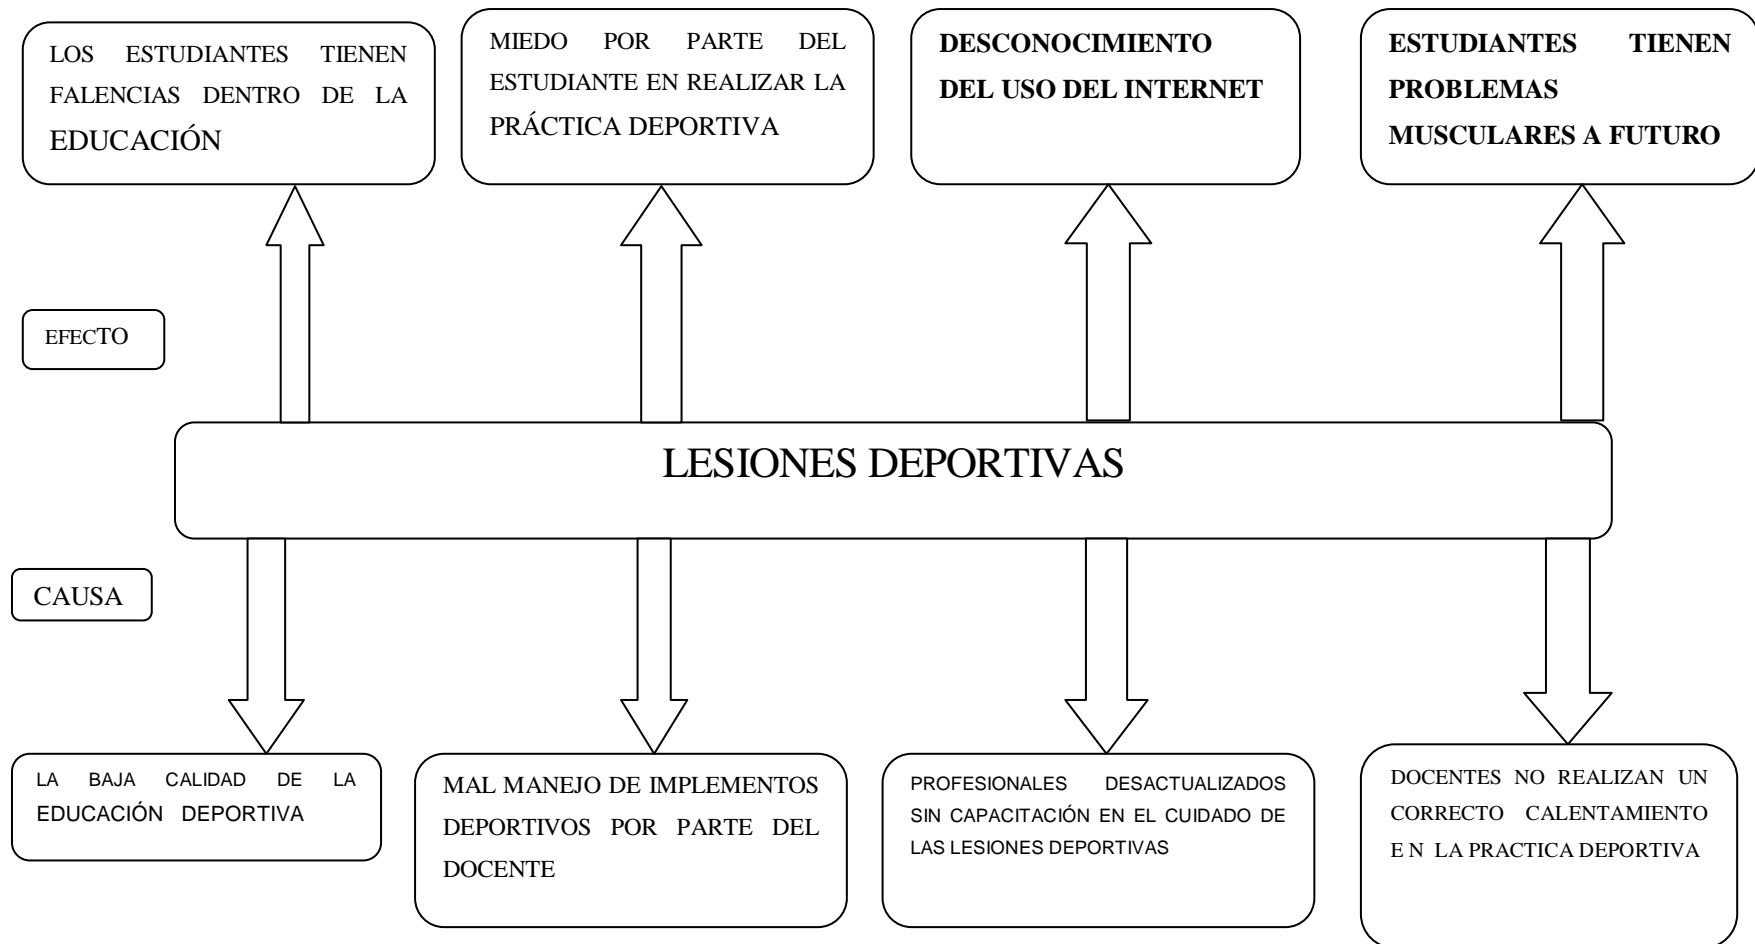 LOS ESTUDIANTES TIENEN
FALENCIAS DENTRO DE LA
EDUCACIÓN
MIEDO POR PARTE DEL
ESTUDIANTE EN REALIZAR LA
PRÁCTICA DEPORTIVA
DESCONOCIMIENTO
DEL USO DEL INTERNET
ESTUDIANTES TIENEN
PROBLEMAS
MUSCULARES A FUTURO
EFECTO
LESIONES DEPORTIVAS
CAUSA
LA BAJA CALIDAD DE LA
EDUCACIÓN DEPORTIVA
MAL MANEJO DE IMPLEMENTOS
DEPORTIVOS POR PARTE DEL
DOCENTE
PROFESIONALES DESACTUALIZADOS
SIN CAPACITACIÓN EN EL CUIDADO DE
LAS LESIONES DEPORTIVAS
DOCENTES NO REALIZAN UN
CORRECTO CALENTAMIENTO
E N LA PRACTICA DEPORTIVA